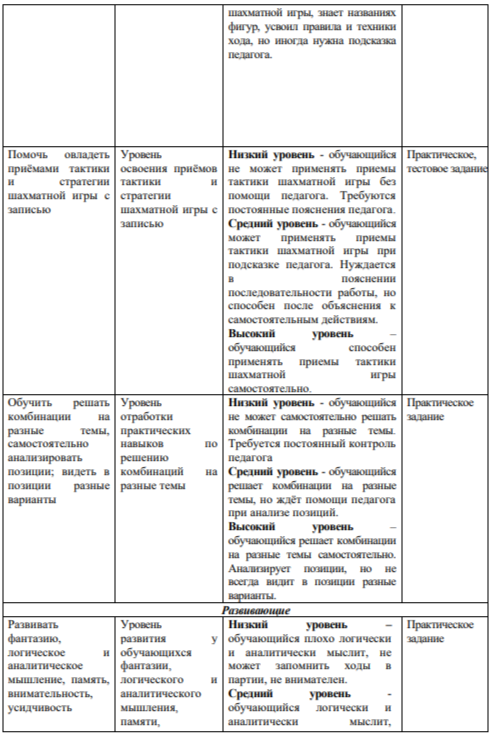 шахматной игры, знает названиях
фигур, усвоил правила и техники
хода, но иногда нужна подсказка
педагога.
Помочь овладеть
приёмами тактики
и стратегии
шахматной игры с
записью
Уровень
освоения приёмов
тактики и
стратегии
шахматной игры с
записью
Низкий уровень - обучающийся
не может применять приемы
тактики шахматной игры без
помощи педагога. Требуются
постоянные пояснения педагога.
Средний уровень - обучающийся
может применять приемы
тактики шахматной игры при
подсказке педагога. Нуждается
в пояснении
последовательности работы, но
способен после объяснения к
самостоятельным действиям.
Высокий уровень –
обучающийся способен
применять приемы тактики
шахматной игры
самостоятельно.
Практическое,
тестовое задание
Обучить решать
комбинации на
разные темы,
самостоятельно
анализировать
позиции; видеть в
позиции разные
варианты
Уровень
отработки
практических
навыков по
решению
комбинаций на
разные темы
Низкий уровень - обучающийся
не может самостоятельно решать
комбинации на разные темы.
Требуется постоянный контроль
педагога
Средний уровень - обучающийся
решает комбинации на разные
темы, но ждёт помощи педагога
при анализе позиций.
Высокий уровень –
обучающийся решает комбинации
на разные темы самостоятельно.
Анализирует позиции, но не
всегда видит в позиции разные
варианты.
Практическое
задание
Развивающие
Развивать
фантазию,
логическое и
аналитическое
мышление, память,
внимательность,
усидчивость
Уровень
развития у
обучающихся
фантазии,
логического и
аналитического
мышления,
памяти,
Низкий уровень –
обучающийся плохо логически
и аналитически мыслит, не
может запомнить ходы в
партии, не внимателен.
Средний уровень -
обучающийся логически и
аналитически мыслит,
Практическое
задание